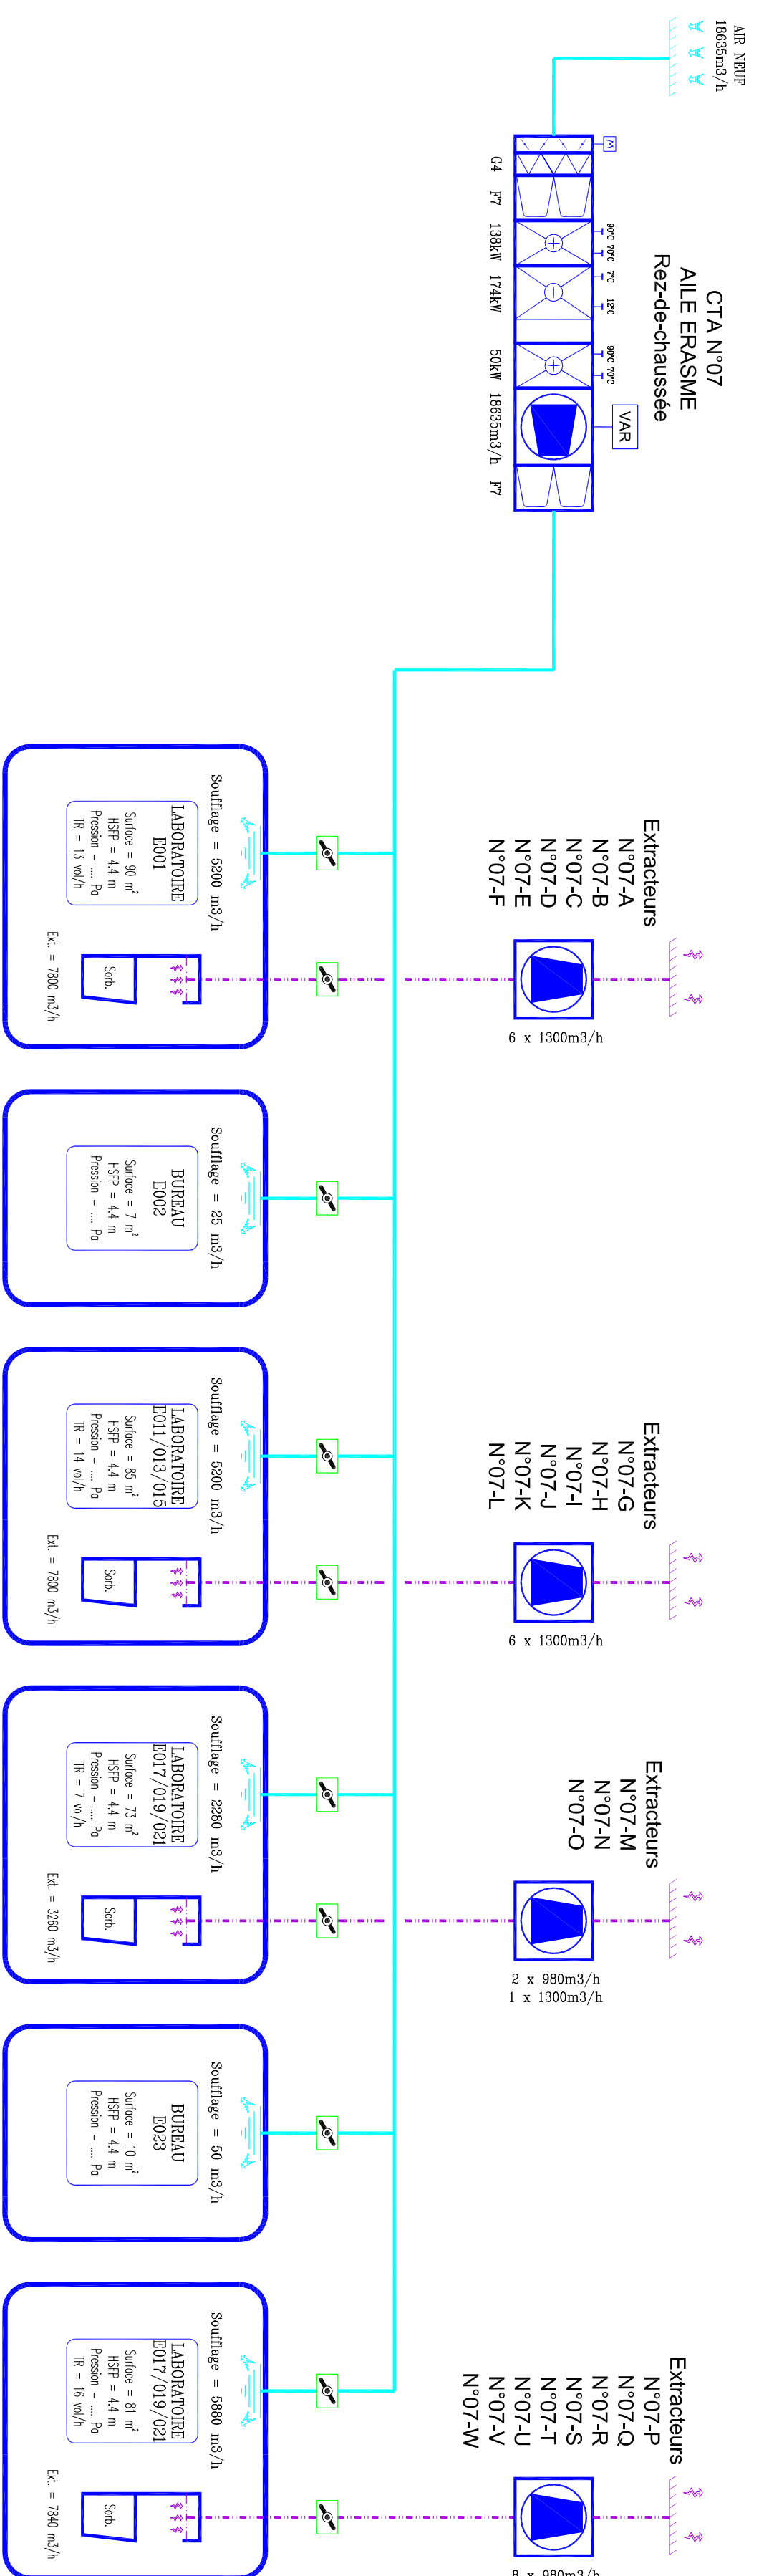 AIR NEUF
18635m3/h
CTA N°07
AILE ERASME
Rez-de-chaussée
M
90°C 70°C
7°C 12°C
90°C 70°C
VAR
G4 F7 138kW 174kW 50kW 18635m3/h F7
Extracteurs
N°07-A
N°07-B
N°07-C
N°07-D
N°07-E
N°07-F
6 x 1300m3/h
Extracteurs
N°07-G
N°07-H
N°07-I
N°07-J
N°07-K
N°07-L
6 x 1300m3/h
Extracteurs
N°07-M
N°07-N
N°07-O
2 x 980m3/h
1 x 1300m3/h
Extracteurs
N°07-P
N°07-Q
N°07-R
N°07-S
N°07-T
N°07-U
N°07-V
N°07-W
8 x 980m3/h
Soufflage = 5200 m3/h
LABORATOIRE
E001
Surface = 90 m²
HSFP = 4.4 m
Pression = .... Pa
TR = 13 vol/h
Sorb.
Ext. = 7800 m3/h
Soufflage = 25 m3/h
BUREAU
E002
Surface = 7 m²
HSFP = 4.4 m
Pression = .... Pa
Soufflage = 5200 m3/h
LABORATOIRE
E011/013/015
Surface = 85 m²
HSFP = 4.4 m
Pression = .... Pa
TR = 14 vol/h
Sorb.
Ext. = 7800 m3/h
Soufflage = 2280 m3/h
LABORATOIRE
E017/019/021
Surface = 73 m²
HSFP = 4.4 m
Pression = .... Pa
TR = 7 vol/h
Sorb.
Ext. = 3260 m3/h
Soufflage = 50 m3/h
BUREAU
E023
Surface = 10 m²
HSFP = 4.4 m
Pression = .... Pa
Soufflage = 5880 m3/h
LABORATOIRE
E017/019/021
Surface = 81 m²
HSFP = 4.4 m
Pression = .... Pa
TR = 16 vol/h
Sorb.
Ext. = 7840 m3/h